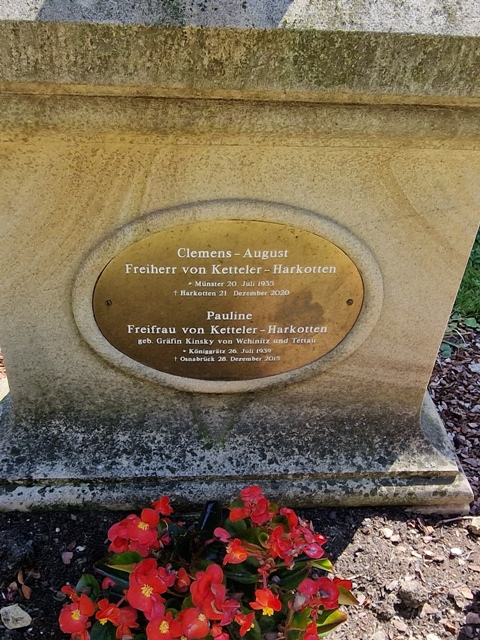 Clemens-August
Freiherr von Ketteler-Harkotten
* Münster 20. Juli 1935
† Harkotten 21. Dezember 2020
Pauline
Freifrau von Ketteler-Harkotten
geb. Gräfin Kinsky von Wchinitz und Tettau
* Königgrätz 26. Juli 1939
† Osnabrück 28. Dezember 2015